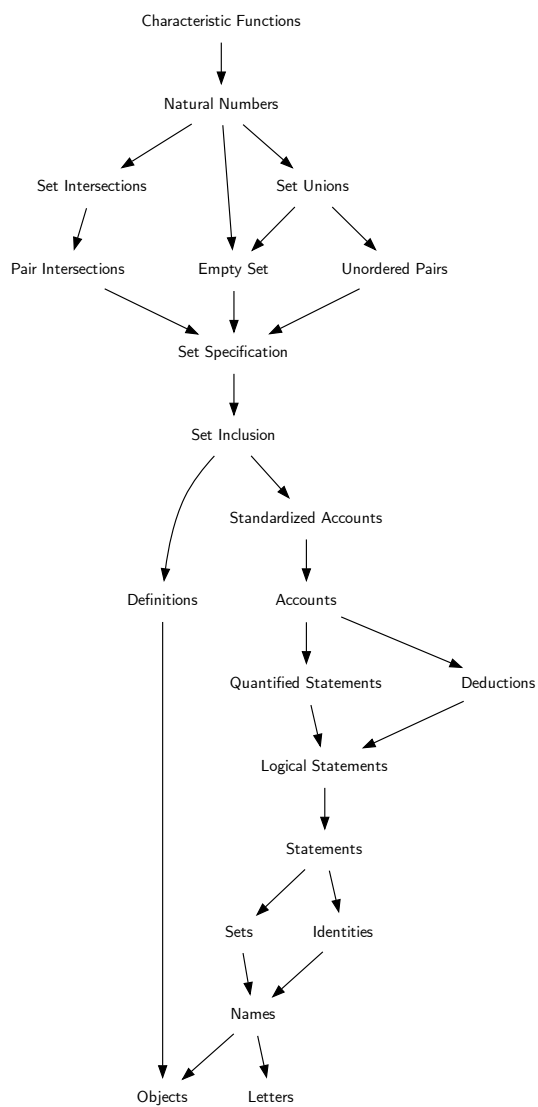 Characteristic Functions
Natural Numbers
Set Intersections
Set Unions
Pair Intersections
Empty Set
Unordered Pairs
Set Specification
Set Inclusion
Standardized Accounts
Definitions
Accounts
Quantified Statements
Deductions
Logical Statements
Statements
Sets
Identities
Names
Objects
Letters